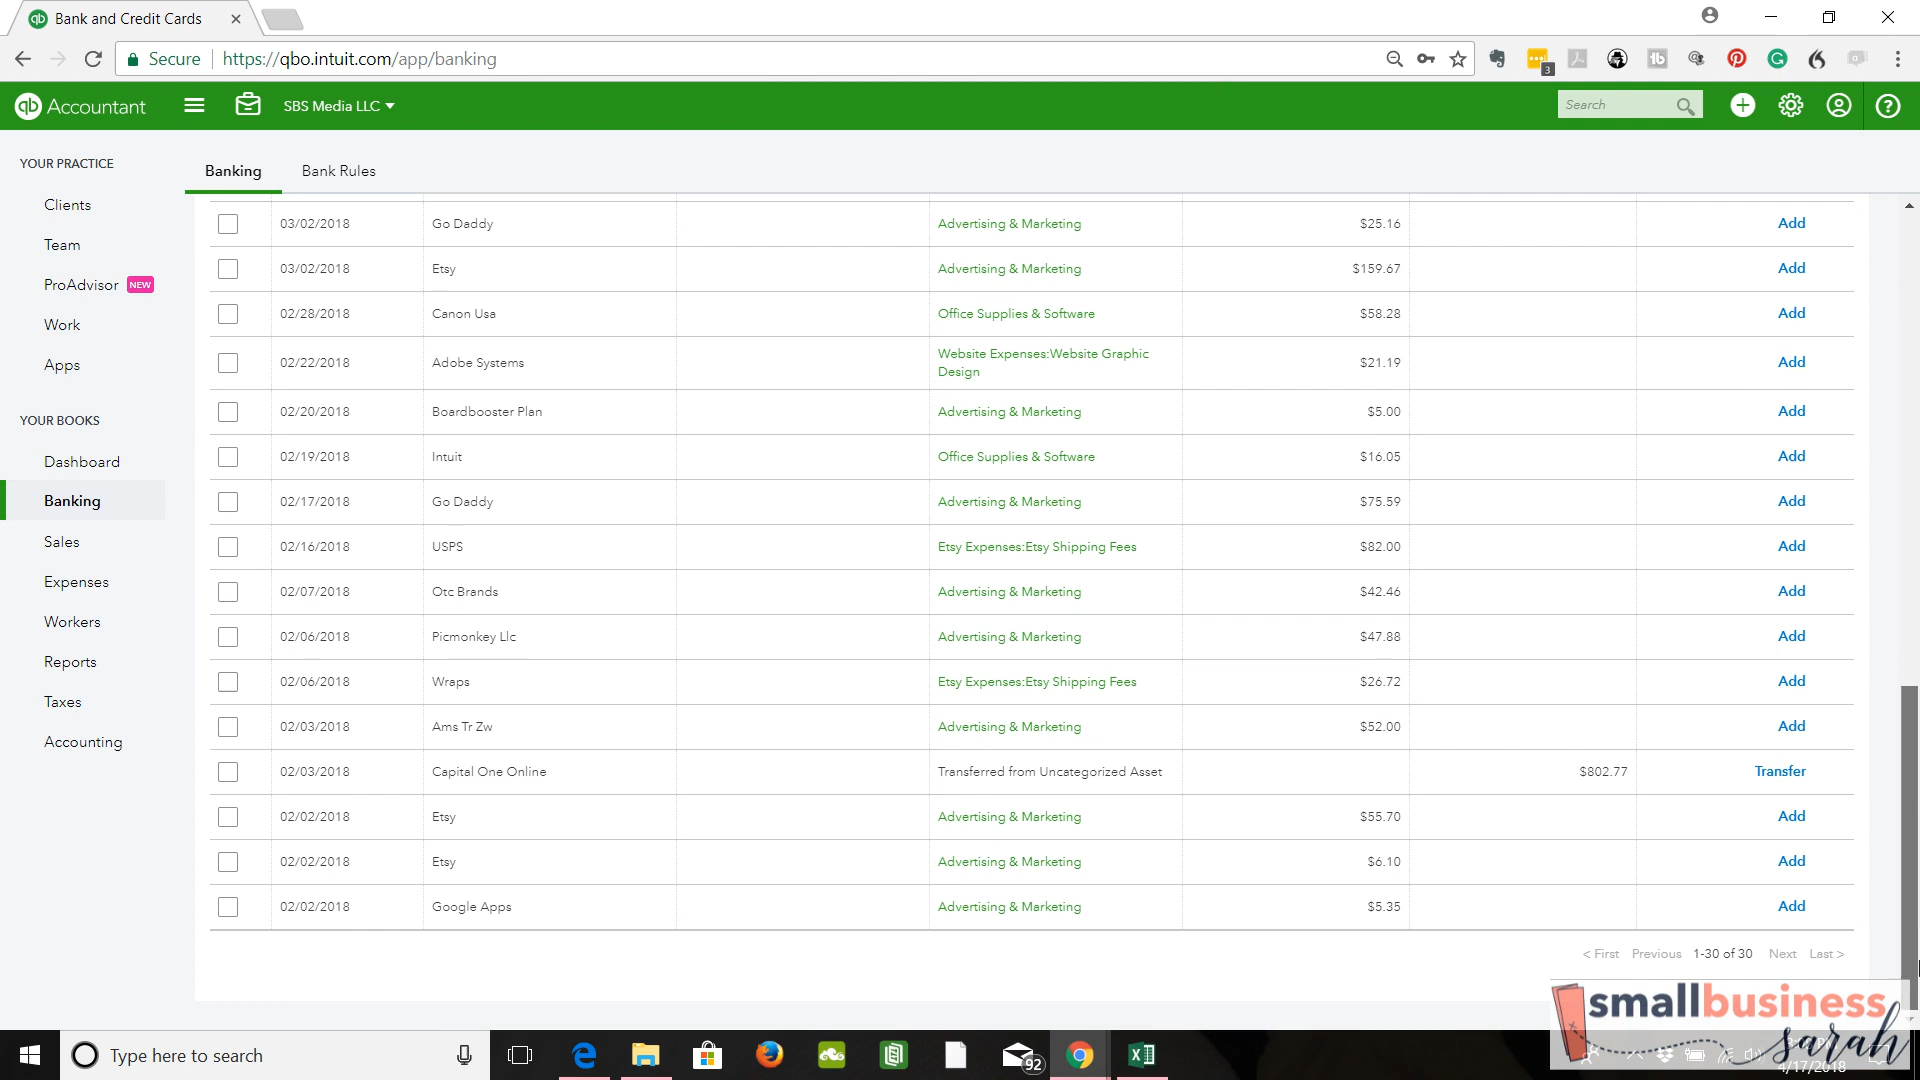 Bank and Credit Cards
Secure https://qbo.intuit.com/app/banking
3
qb Accountant
SBS Media LLC
Search
YOUR PRACTICE
Clients
Team
ProAdvisor NEW
Work
Apps
YOUR BOOKS
Dashboard
Banking
Sales
Expenses
Workers
Reports
Taxes
Accounting
Banking Bank Rules
03/02/2018 Go Daddy Advertising & Marketing $25.16 Add
03/02/2018 Etsy Advertising & Marketing $159.67 Add
02/28/2018 Canon Usa Office Supplies & Software $58.28 Add
02/22/2018 Adobe Systems Website Expenses:Website Graphic $21.19 Add
Design
02/20/2018 Boardbooster Plan Advertising & Marketing $5.00 Add
02/19/2018 Intuit Office Supplies & Software $16.05 Add
02/17/2018 Go Daddy Advertising & Marketing $75.59 Add
02/16/2018 USPS Etsy Expenses:Etsy Shipping Fees $82.00 Add
02/07/2018 Otc Brands Advertising & Marketing $42.46 Add
02/06/2018 Picmonkey Llc Advertising & Marketing $47.88 Add
02/06/2018 Wraps Etsy Expenses:Etsy Shipping Fees $26.72 Add
02/03/2018 Ams Tr Zw Advertising & Marketing $52.00 Add
02/03/2018 Capital One Online Transferred from Uncategorized Asset $802.77 Transfer
02/02/2018 Etsy Advertising & Marketing $55.70 Add
02/02/2018 Etsy Advertising & Marketing $6.10 Add
02/02/2018 Google Apps Advertising & Marketing $5.35 Add
< First Previous 1-30 of 30 Next Last >
smallbusiness
sarah
Type here to search
92
4/17/2018